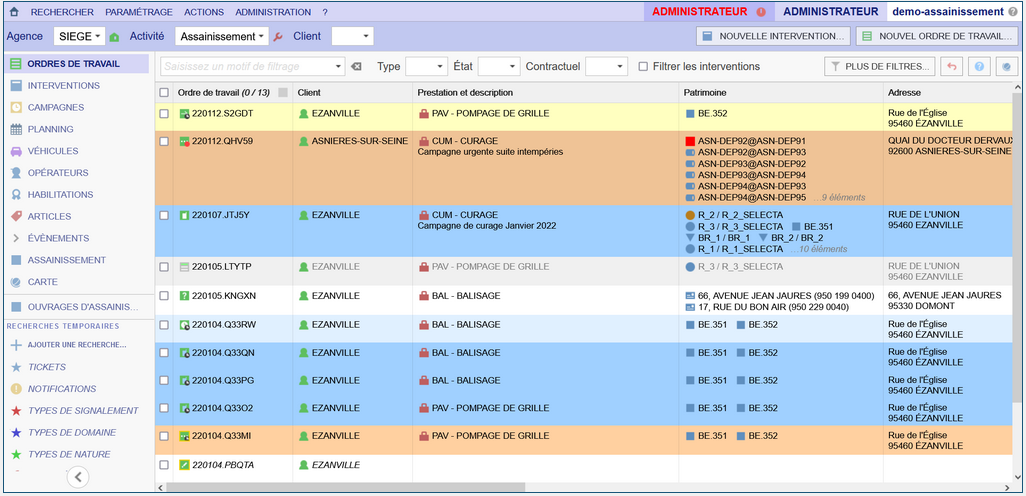 RECHERCHER PARAMÉTRAGE ACTIONS ADMINISTRATION ? ADMINISTRATEUR ADMINISTRATEUR demo-assainissement ?
Agence SIEGE Activité Assainissement Client NOUVELLE INTERVENTION... NOUVEL ORDRE DE TRAVAIL...
ORDRES DE TRAVAIL
INTERVENTIONS
CAMPAGNES
PLANNING
VÉHICULES
OPÉRATEURS
HABILITATIONS
ARTICLES
ÉVÈNEMENTS
ASSAINISSEMENT
CARTE
OUVRAGES D'ASSAINIS...
RECHERCHES TEMPORAIRES
AJOUTER UNE RECHERCHE...
TICKETS
NOTIFICATIONS
TYPES DE SIGNALEMENT
TYPES DE DOMAINE
TYPES DE NATURE
Saisissez un motif de filtrage Type État Contractuel Filtrer les interventions PLUS DE FILTRES... ?
Ordre de travail (0 / 13) Client Prestation et description Patrimoine Adresse
220112.S2GDT EZANVILLE PAV - POMPAGE DE GRILLE BE.352 Rue de l'Église
95460 ÉZANVILLE
220112.QHV59 ASNIERES-SUR-SEINE CUM - CURAGE ASN-DEP92@ASN-DEP91 QUAI DU DOCTEUR DERVAUX
Campagne urgente suite intempéries ASN-DEP92@ASN-DEP93 92600 ASNIERES-SUR-SEINE
ASN-DEP93@ASN-DEP92
ASN-DEP93@ASN-DEP94
ASN-DEP94@ASN-DEP93
ASN-DEP94@ASN-DEP95 ...9 éléments
220107.JTJ5Y EZANVILLE CUM - CURAGE R_2 / R_2_SELECTA RUE DE L'UNION
Campagne de curage Janvier 2022 R_3 / R_3_SELECTA BE.351 95460 EZANVILLE
BR_1 / BR_1 BR_2 / BR_2
R_1 / R_1_SELECTA ...10 éléments
220105.LTYTP EZANVILLE PAV - POMPAGE DE GRILLE R_3 / R_3_SELECTA RUE DE L'UNION
95460 EZANVILLE
220105.KNGXN EZANVILLE BAL - BALISAGE 66, AVENUE JEAN JAURES (950 199 0400) 66, AVENUE JEAN JAURES
17, RUE DU BON AIR (950 229 0040) 95330 DOMONT
220104.Q33RW EZANVILLE BAL - BALISAGE BE.351 BE.352 Rue de l'Église
95460 ÉZANVILLE
220104.Q33QN EZANVILLE BAL - BALISAGE BE.351 BE.352 Rue de l'Église
95460 ÉZANVILLE
220104.Q33PG EZANVILLE BAL - BALISAGE BE.351 BE.352 Rue de l'Église
95460 ÉZANVILLE
220104.Q33O2 EZANVILLE PAV - POMPAGE DE GRILLE BE.351 BE.352 Rue de l'Église
95460 ÉZANVILLE
220104.Q33MI EZANVILLE PAV - POMPAGE DE GRILLE BE.351 BE.352 Rue de l'Église
95460 ÉZANVILLE
220104.PBQTA EZANVILLE